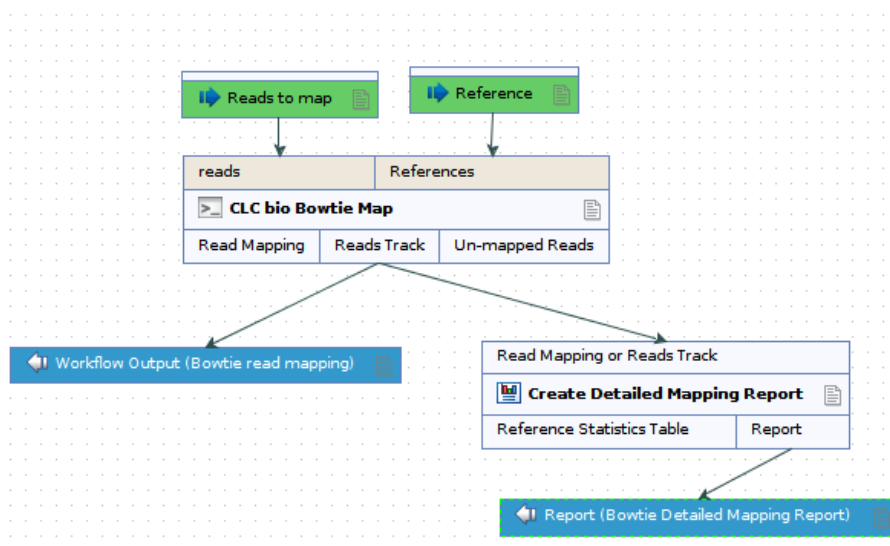 Reads to map
Reference
reads
References
CLC bio Bowtie Map
Read Mapping
Reads Track
Un-mapped Reads
Workflow Output (Bowtie read mapping)
Read Mapping or Reads Track
Create Detailed Mapping Report
Reference Statistics Table
Report
Report (Bowtie Detailed Mapping Report)